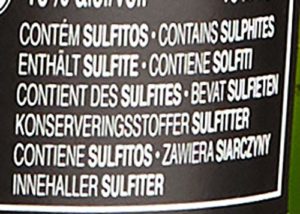 CONTÉM SULFITOS · CONTAINS SULPHITES
ENTHÄLT SULFITE · CONTIENE SOLFITI
CONTIENT DES SULFITES · BEVAT SULFIETEN
KONSERVERINGSSTOFFER SULFITTER
CONTIENE SULFITOS · ZAWIERA SIARCZYNY
INNEHALLER SULFITER